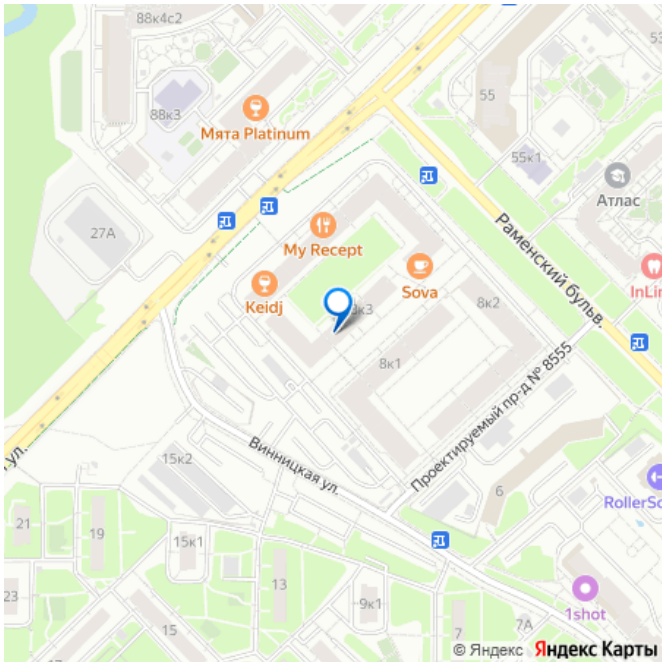 88к4с2
53
55
88к3
Мята Platinum
55к1
Атлас
27А
My Recept
Раменский бульв.
InLin
Keidj
Sova
8к2
8к3
8к1
Проектируемый пр-д № 8555
ул.
Винницкая ул.
15к2
6
RollerSc
21
19
15к1
13
23
9к1
1shot
15
7
7А
© Яндекс Яндекс Карты